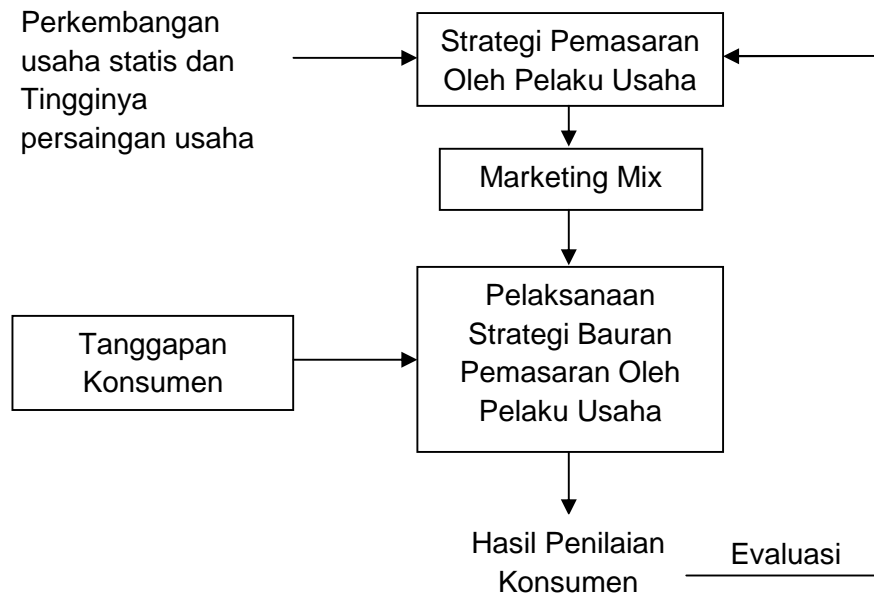 Perkembangan
usaha statis dan
Tingginya
persaingan usaha
Strategi Pemasaran
Oleh Pelaku Usaha
Marketing Mix
Pelaksanaan
Strategi Bauran
Pemasaran Oleh
Pelaku Usaha
Tanggapan
Konsumen
Hasil Penilaian
Konsumen
Evaluasi